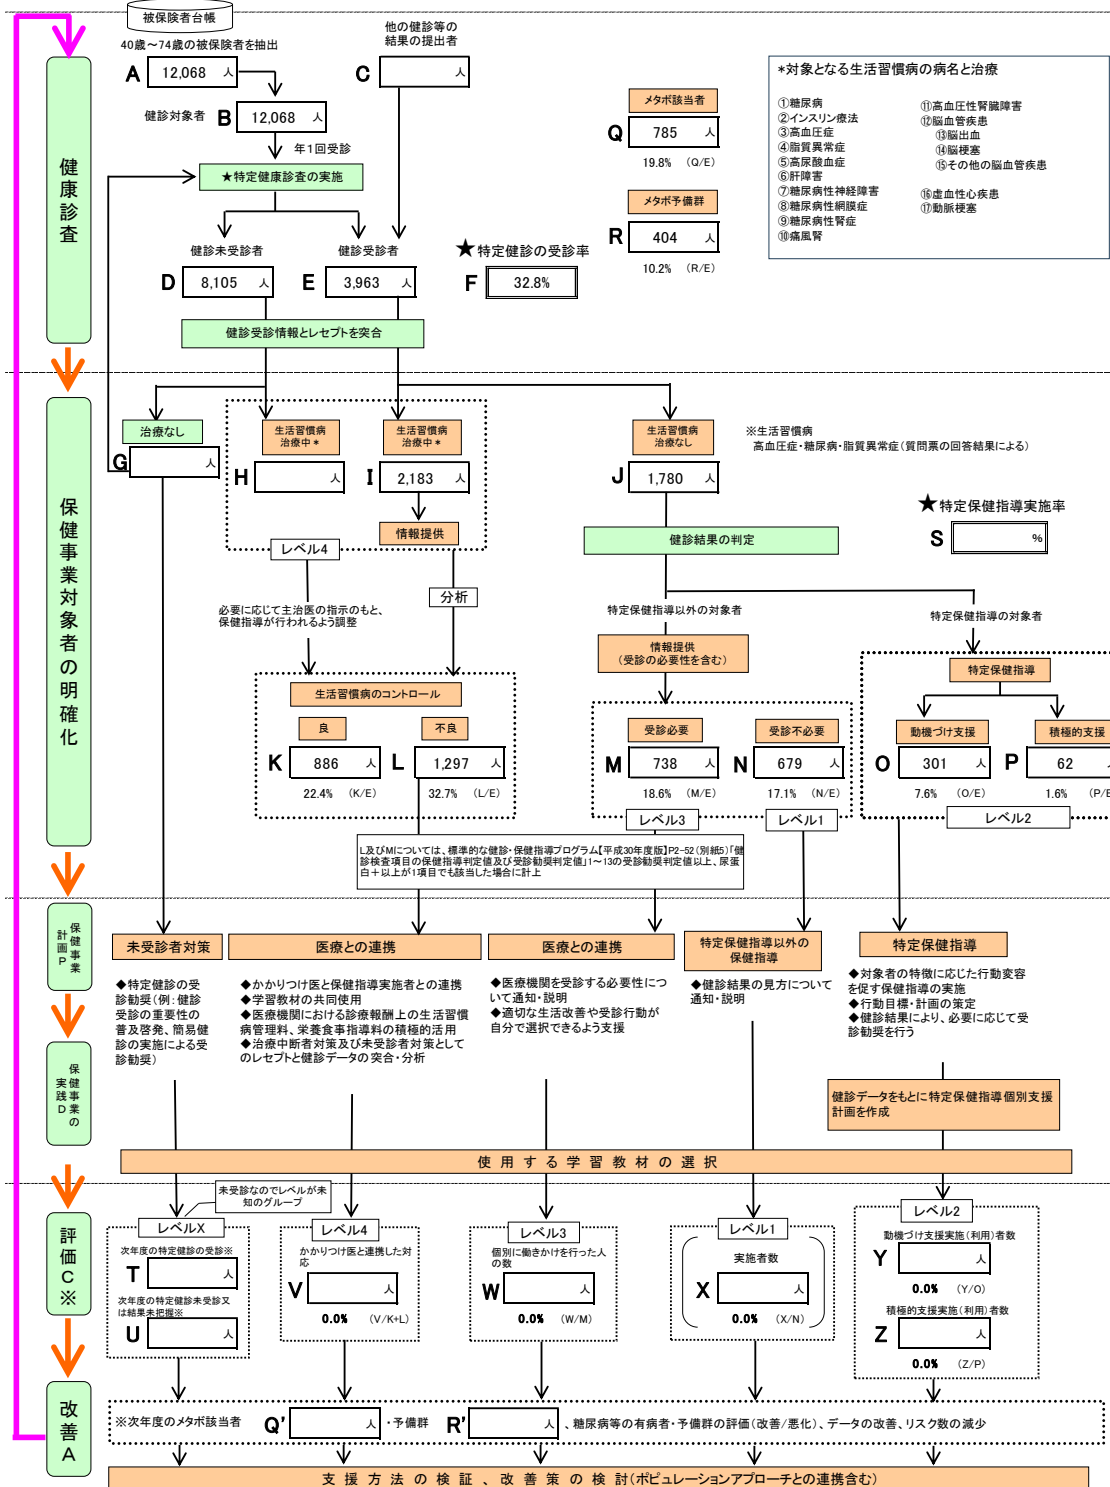 被保険者台帳
40歳～74歳の被保険者を抽出
A 12,068 人
他の健診等の
結果の提出者
C 人
健診対象者 B 12,068 人
年1回受診
★特定健康診査の実施
健診未受診者
健診受診者
D 8,105 人
E 3,963 人
★特定健診の受診率
F 32.8%
健診受診情報とレセプトを突合
メタボ該当者
Q 785 人
19.8% (Q/E)
メタボ予備群
R 404 人
10.2% (R/E)
*対象となる生活習慣病の病名と治療
①糖尿病
②インスリン療法
③高血圧症
④脂質異常症
⑤高尿酸血症
⑥肝障害
⑦糖尿病性神経障害
⑧糖尿病性網膜症
⑨糖尿病性腎症
⑩痛風腎
⑪高血圧性腎臓障害
⑫脳血管疾患
⑬脳出血
⑭脳梗塞
⑮その他の脳血管疾患
⑯虚血性心疾患
⑰動脈梗塞
健康診査
保健事業対象者の明確化
治療なし
G 人
生活習慣病
治療中*
H 人
生活習慣病
治療中*
I 2,183 人
情報提供
レベル4
分析
必要に応じて主治医の指示のもと、
保健指導が行われるよう調整
生活習慣病
治療なし
J 1,780 人
※生活習慣病
高血圧症・糖尿病・脂質異常症(質問票の回答結果による)
★特定保健指導実施率
S %
健診結果の判定
特定保健指導以外の対象者
特定保健指導の対象者
情報提供
(受診の必要性を含む)
特定保健指導
生活習慣病のコントロール
良
不良
K 886 人
22.4% (K/E)
L 1,297 人
32.7% (L/E)
受診必要
M 738 人
18.6% (M/E)
受診不必要
N 679 人
17.1% (N/E)
動機づけ支援
O 301 人
7.6% (O/E)
積極的支援
P 62 人
1.6% (P/E
レベル3
レベル1
レベル2
L及びMについては、標準的な健診・保健指導プログラム【平成30年度版】P2-52(別紙5)「健
診検査項目の保健指導判定値及び受診勧奨判定値」1～13の受診勧奨判定値以上、尿蛋
白+以上が1項目でも該当した場合に計上
保健事業
計画P
未受診者対策
◆特定健診の受
診勧奨(例:健診
受診の重要性の
普及啓発、簡易健
診の実施による受
診勧奨)
医療との連携
◆かかりつけ医と保健指導実施者との連携
◆学習教材の共同使用
◆医療機関における診療報酬上の生活習慣
病管理料、栄養食事指導料の積極的活用
◆治療中断者対策及び未受診者対策として
のレセプトと健診データの突合・分析
医療との連携
◆医療機関を受診する必要性につ
いて通知・説明
◆適切な生活改善や受診行動が
自分で選択できるよう支援
特定保健指導以外の
保健指導
◆健診結果の見方について
通知・説明
特定保健指導
◆対象者の特徴に応じた行動変容
を促す保健指導の実施
◆行動目標・計画の策定
◆健診結果により、必要に応じて受
診勧奨を行う
保健事業の
実践D
健診データをもとに特定保健指導個別支援
計画を作成
使用する学習教材の選択
未受診なのでレベルが未
知のグループ
評価C※
レベルX
次年度の特定健診の受診※
T 人
次年度の特定健診未受診又
は結果未把握※
U 人
レベル4
かかりつけ医と連携した対
応
V 人
0.0% (V/K+L)
レベル3
個別に働きかけを行った人
の数
W 人
0.0% (W/M)
レベル1
実施者数
X 人
0.0% (X/N)
レベル2
動機づけ支援実施(利用)者数
Y 人
0.0% (Y/O)
積極的支援実施(利用)者数
Z 人
0.0% (Z/P)
改善A
※次年度のメタボ該当者 Q' 人 ・予備群 R' 人 、糖尿病等の有病者・予備群の評価(改善/悪化)、データの改善、リスク数の減少
支援方法の検証、改善策の検討(ポピュレーションアプローチとの連携含む)